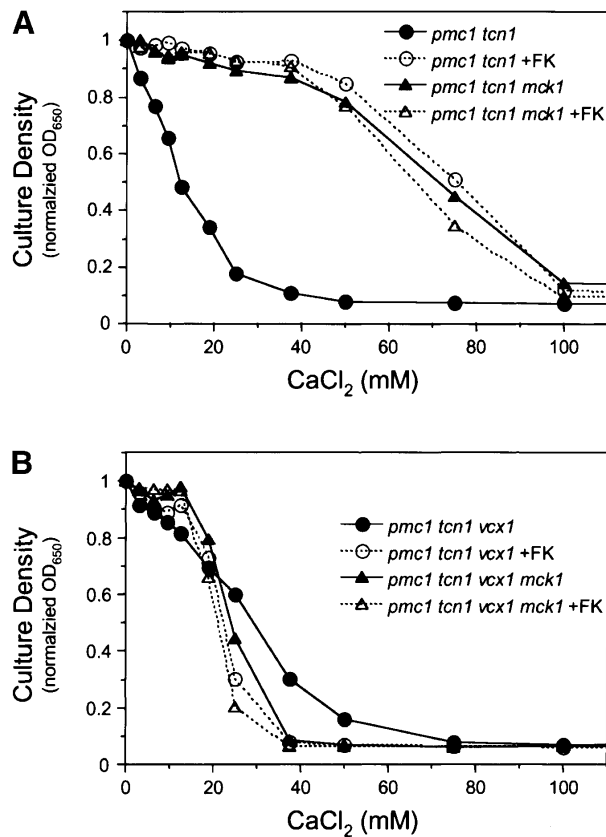 A
Culture Density
(normalzied OD650)
1
0.8
0.6
0.4
0.2
0
0
20
40
60
80
100
CaCl2 (mM)
pmc1 tcn1
pmc1 tcn1 +FK
pmc1 tcn1 mck1
pmc1 tcn1 mck1 +FK
B
Culture Density
(normalzied OD650)
1
0.8
0.6
0.4
0.2
0
0
20
40
60
80
100
CaCl2 (mM)
pmc1 tcn1 vcx1
pmc1 tcn1 vcx1 +FK
pmc1 tcn1 vcx1 mck1
pmc1 tcn1 vcx1 mck1 +FK